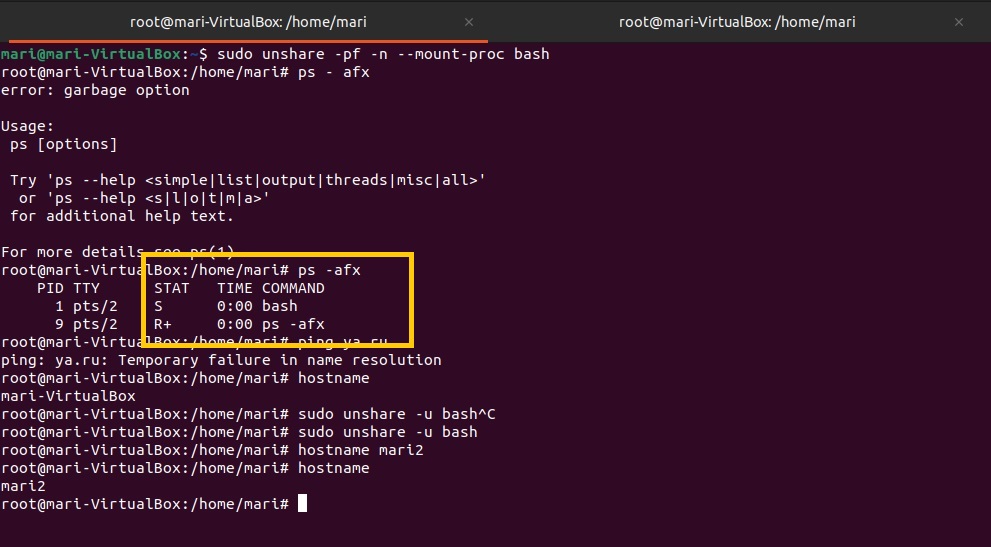 root@mari-VirtualBox: /home/mari × root@mari-VirtualBox: /home/mari ×
mari@mari-VirtualBox:~$ sudo unshare -pf -n --mount-proc bash
root@mari-VirtualBox:/home/mari# ps - afx
error: garbage option
Usage:
ps [options]
Try 'ps --help <simple|list|output|threads|misc|all>'
or 'ps --help <s|l|o|t|m|a>'
for additional help text.
For more details see ps(1).
root@mari-VirtualBox:/home/mari# ps -afx
PID TTY STAT TIME COMMAND
1 pts/2 S 0:00 bash
9 pts/2 R+ 0:00 ps -afx
root@mari-VirtualBox:/home/mari# ping ya.ru
ping: ya.ru: Temporary failure in name resolution
root@mari-VirtualBox:/home/mari# hostname
mari-VirtualBox
root@mari-VirtualBox:/home/mari# sudo unshare -u bash^C
root@mari-VirtualBox:/home/mari# sudo unshare -u bash
root@mari-VirtualBox:/home/mari# hostname mari2
root@mari-VirtualBox:/home/mari# hostname
mari2
root@mari-VirtualBox:/home/mari#